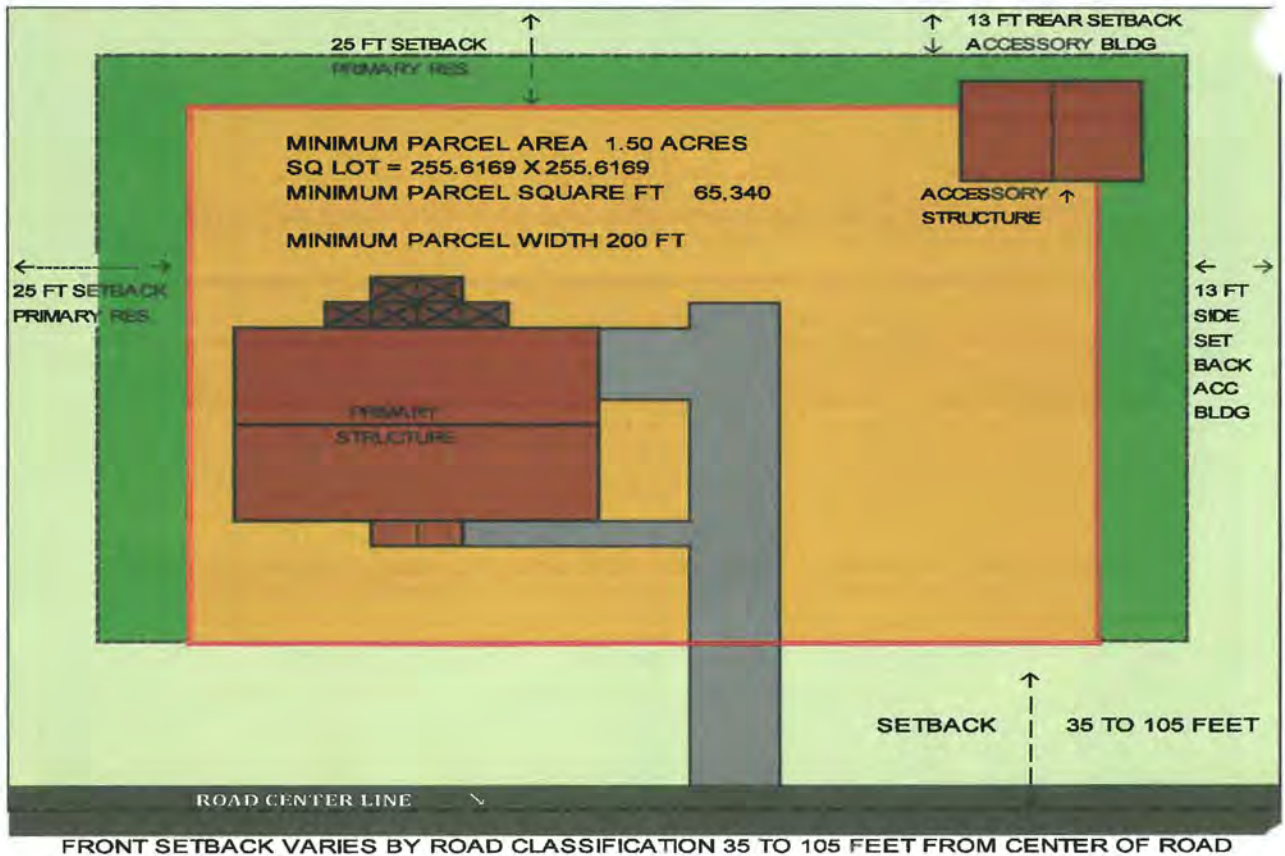 25 FT SETBACK
PRIMARY RES.
13 FT REAR SETBACK
ACCESSORY BLDG
MINIMUM PARCEL AREA 1.50 ACRES
SQ LOT = 255.6169 X 255.6169
MINIMUM PARCEL SQUARE FT 65,340
MINIMUM PARCEL WIDTH 200 FT
ACCESSORY
STRUCTURE
25 FT SETBACK
PRIMARY RES.
13 FT
SIDE
SET
BACK
ACC
BLDG
PRIMARY
STRUCTURE
SETBACK 35 TO 105 FEET
ROAD CENTER LINE
FRONT SETBACK VARIES BY ROAD CLASSIFICATION 35 TO 105 FEET FROM CENTER OF ROAD